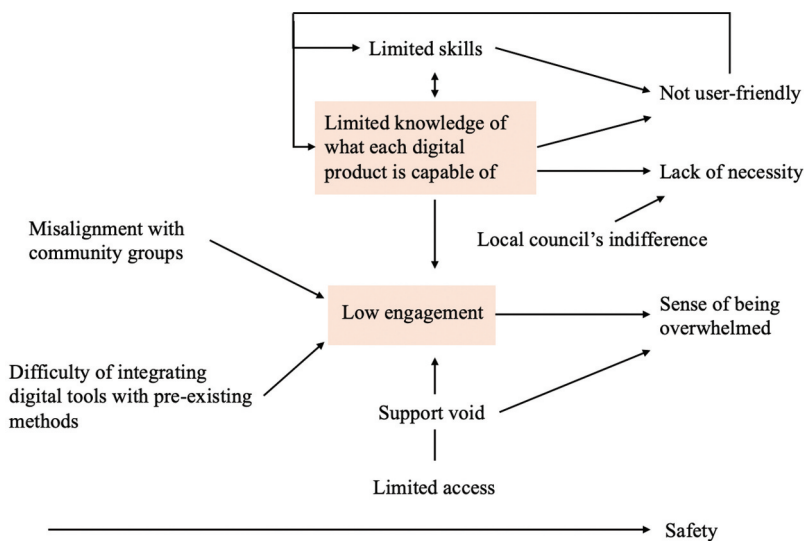 Limited skills
Not user-friendly
Limited knowledge of
what each digital
product is capable of
Lack of necessity
Misalignment with
community groups
Local council’s indifference
Low engagement
Sense of being
overwhelmed
Difficulty of integrating
digital tools with pre-existing
methods
Support void
Limited access
Safety